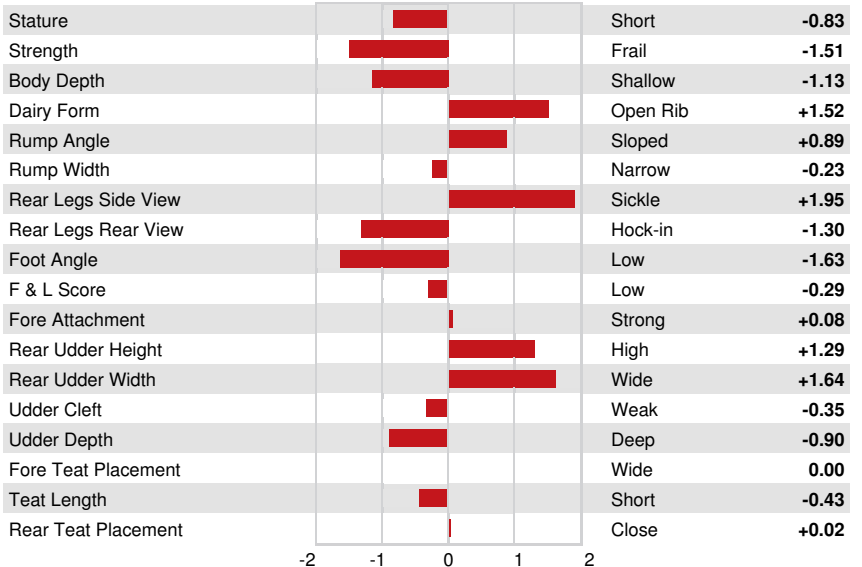 Stature Short -0.83
Strength Frail -1.51
Body Depth Shallow -1.13
Dairy Form Open Rib +1.52
Rump Angle Sloped +0.89
Rump Width Narrow -0.23
Rear Legs Side View Sickle +1.95
Rear Legs Rear View Hock-in -1.30
Foot Angle Low -1.63
F & L Score Low -0.29
Fore Attachment Strong +0.08
Rear Udder Height High +1.29
Rear Udder Width Wide +1.64
Udder Cleft Weak -0.35
Udder Depth Deep -0.90
Fore Teat Placement Wide 0.00
Teat Length Short -0.43
Rear Teat Placement Close +0.02
-2 -1 0 1 2